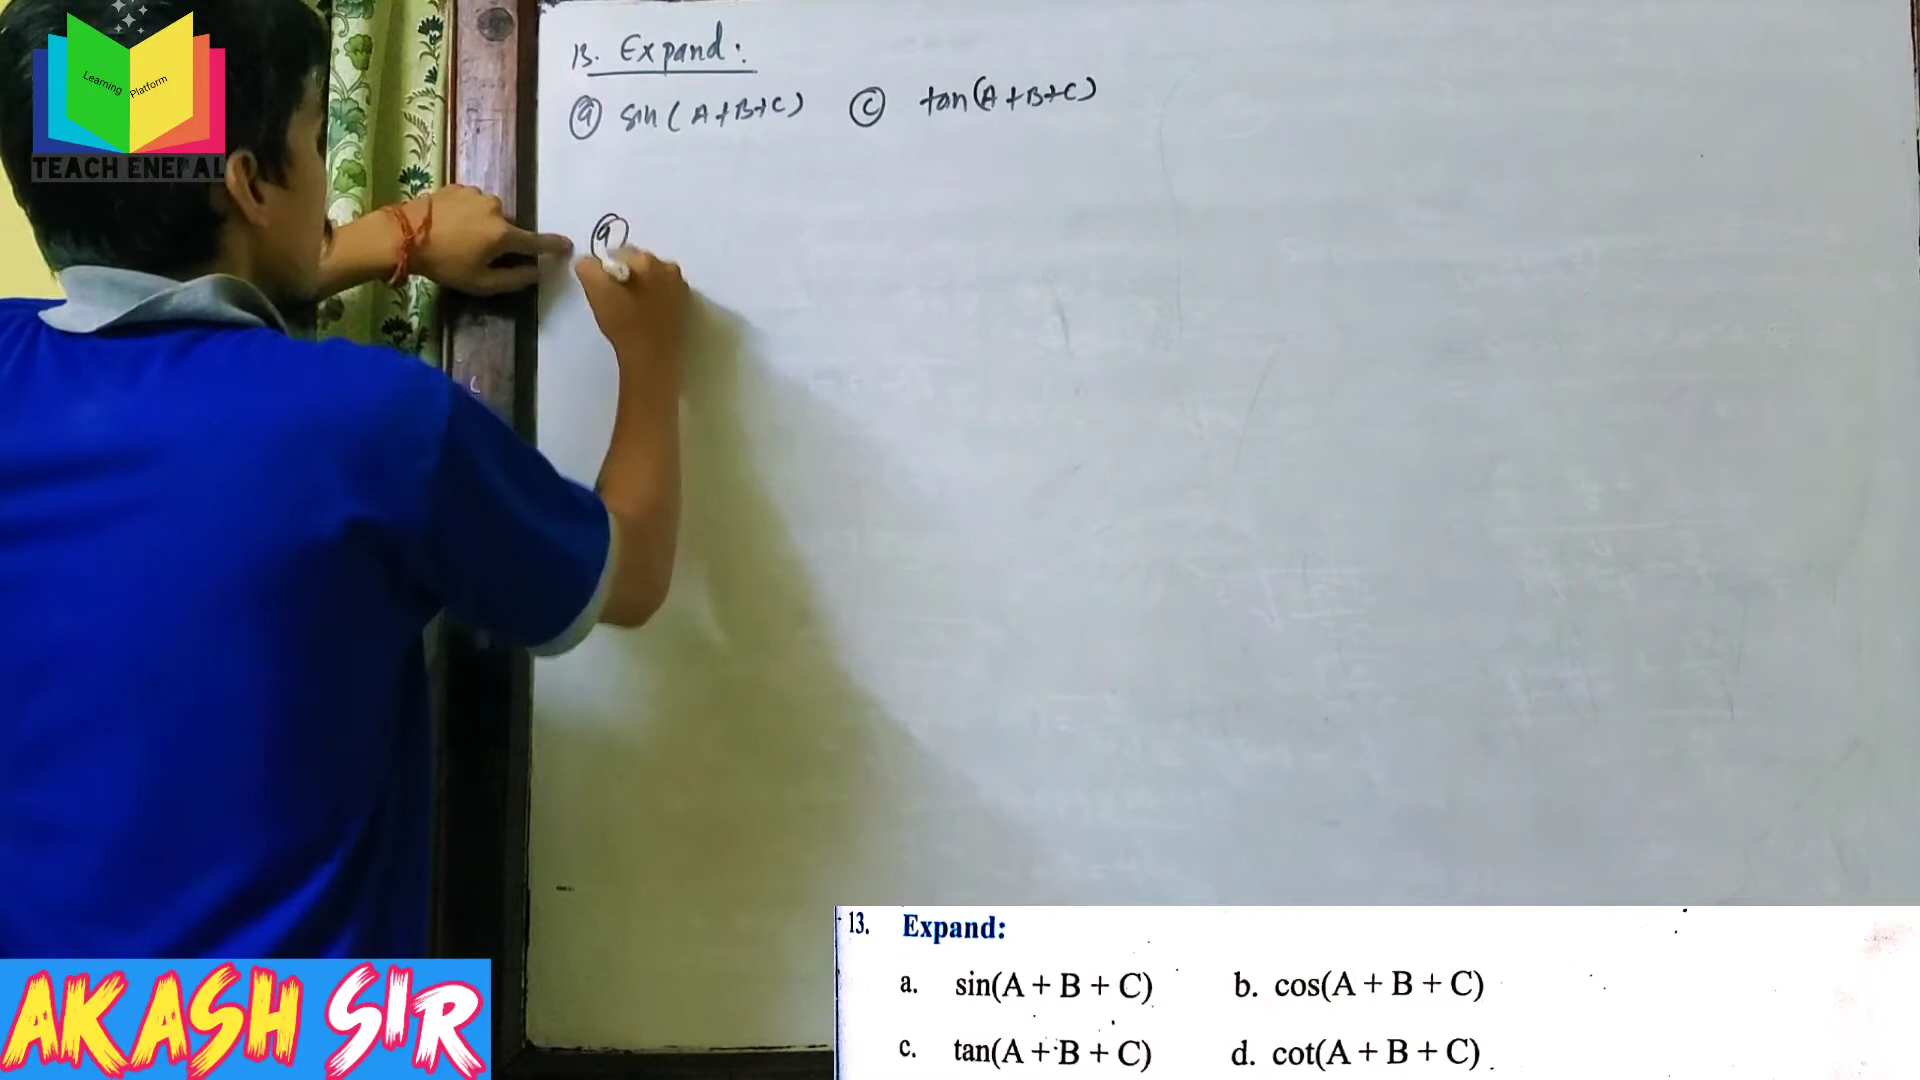 Learning Platform
TEACH ENEPAL
13. Expand:
(a) sin(A+B+C) (c) tan(A+B+C)
(a)
13. Expand:
a. sin(A + B + C) b. cos(A + B + C)
c. tan(A + B + C) d. cot(A + B + C)
AKASH SIR